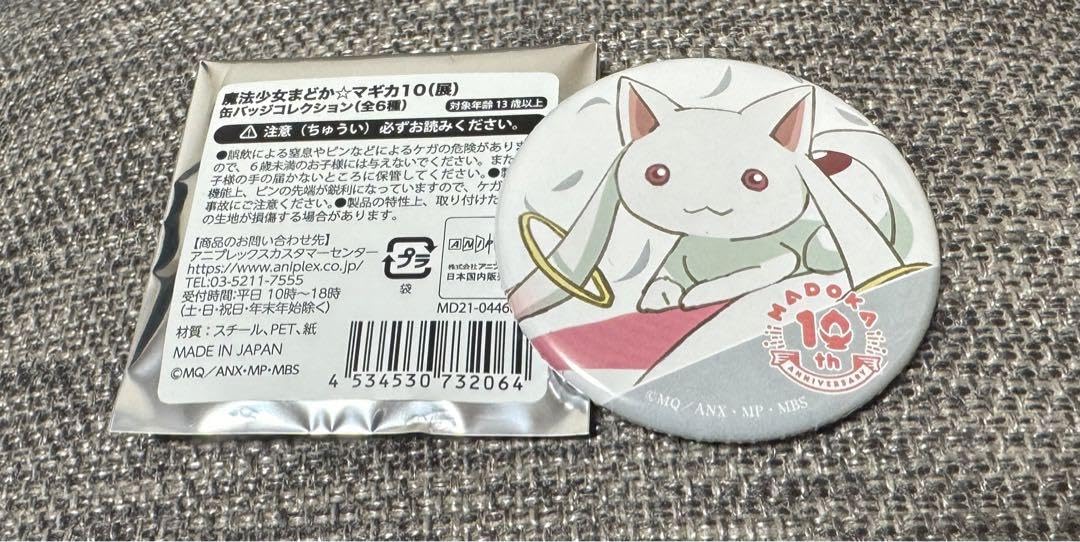 魔法少女まどか☆マギカ10(展)
缶バッジコレクション(全6種)
対象年齢13歳以上
注意(ちゅうい)必ずお読みください。
●誤飲による窒息やピンなどによるケガの危険がありま
ので、6歳未満のお子様には与えないでください。また
子様の手の届かないところに保管してください。●製
機能上、ピンの先端が鋭利になっていますので、ケガ
事故にご注意ください。●製品の特性上、取り付けた
の生地が損傷する場合があります。
【商品のお問い合わせ先】
アニプレックスカスタマーセンター
https://www.aniplex.co.jp/
TEL:03-5211-7555
受付時間:平日 10時〜18時
(土・日・祝日・年末年始除く)
材質:スチール、PET、紙
MADE IN JAPAN
©MQ/ANX・MP・MBS
プラ
袋
ANIP
株式会社アニプ
日本国内販
MD21-0446
4 534530 732064
MADOKA
10
th
ANNIVERSARY
©MQ/ANX・MP・MBS